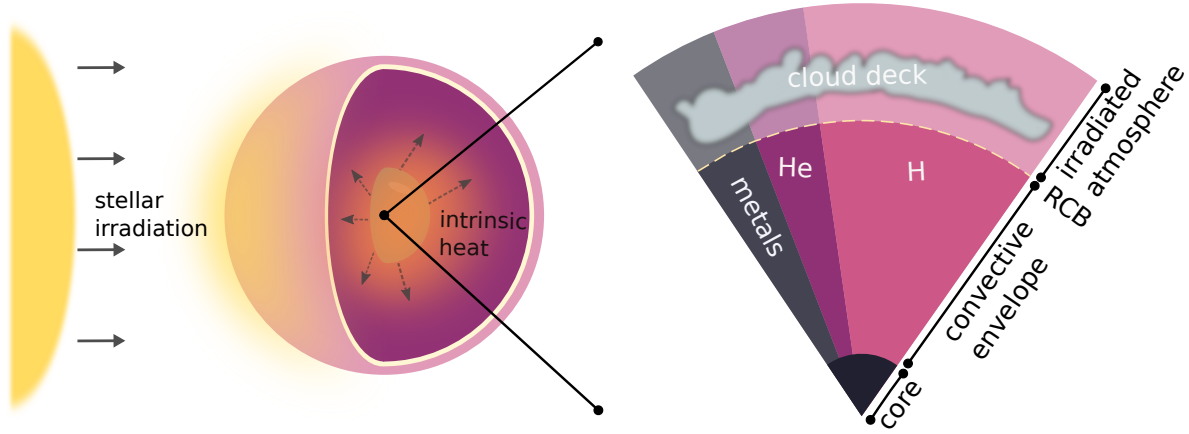 stellar
irradiation
intrinsic
heat
cloud deck
metals
He
H
irradiated
atmosphere
RCB
convective
envelope
core